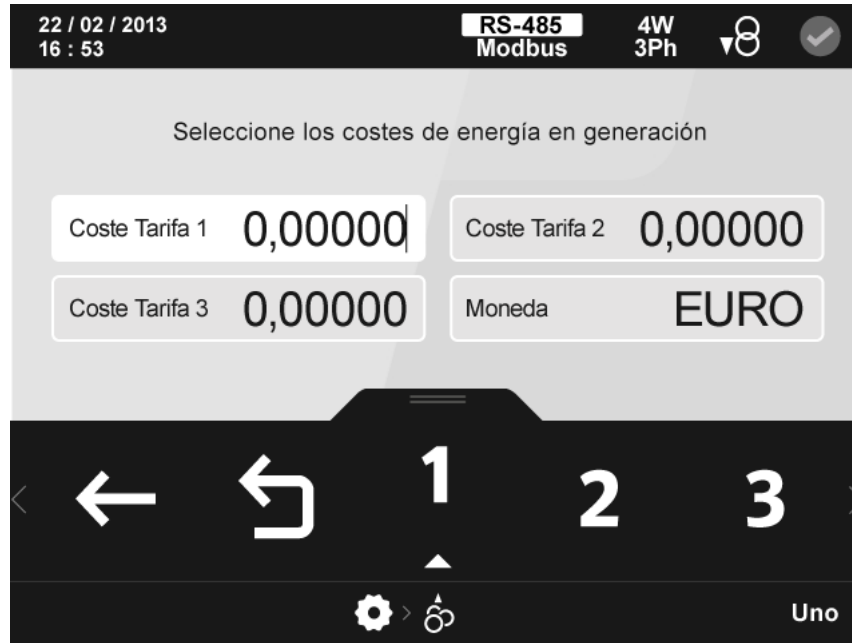 22 / 02 / 2013
16 : 53
RS-485
Modbus
4W
3Ph
Seleccione los costes de energía en generación
Coste Tarifa 1 0,00000
Coste Tarifa 2 0,00000
Coste Tarifa 3 0,00000
Moneda EURO
1 2 3
Uno